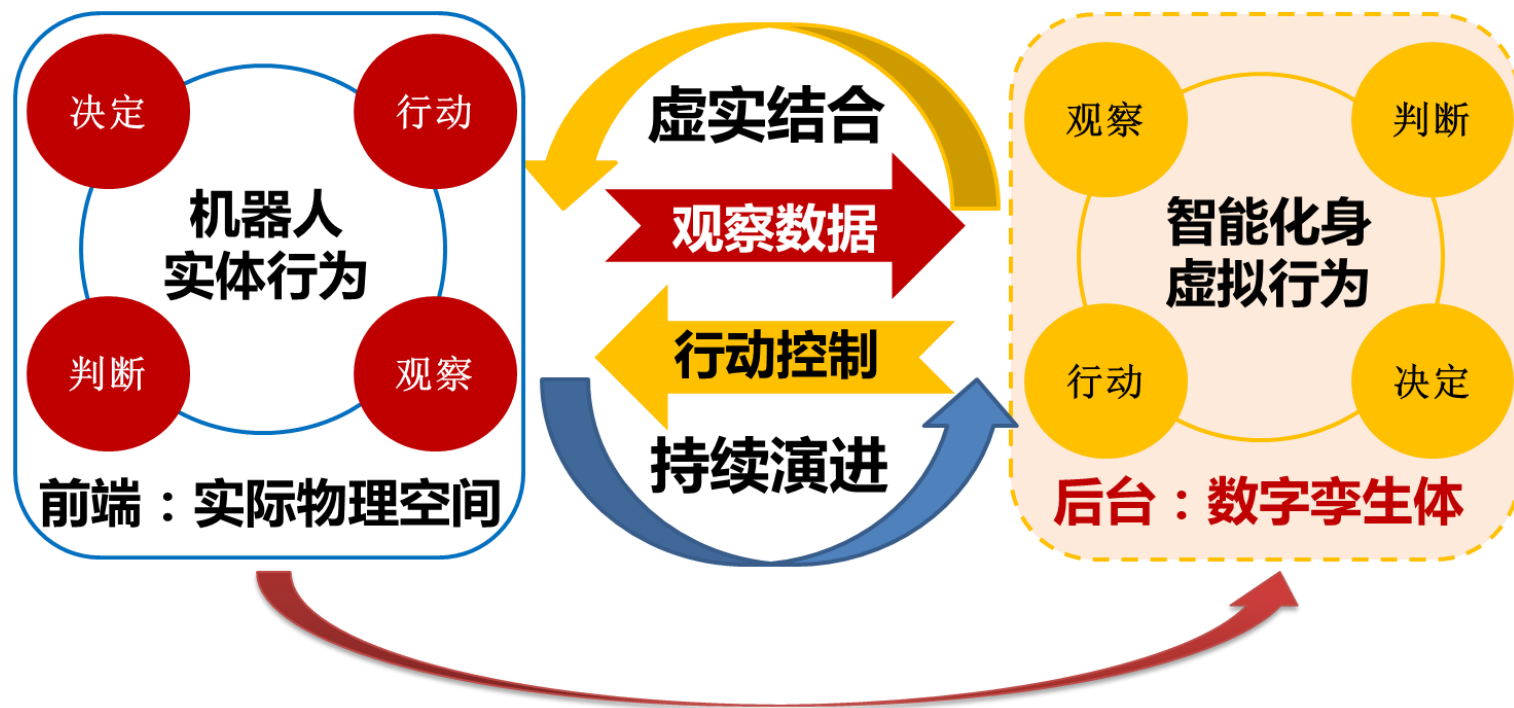 决定
行动
机器人
实体行为
判断
观察
前端：实际物理空间
虚实结合
观察数据
行动控制
持续演进
观察
判断
智能化身
虚拟行为
行动
决定
后台：数字孪生体